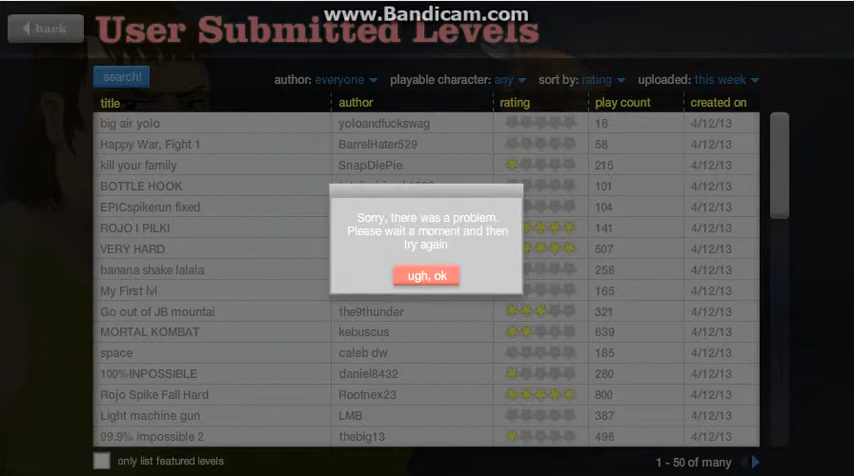 www.Bandicam.com
back
User Submitted Levels
search!
author: everyone playable character: any sort by: rating uploaded: this week
title author rating play count created on
big air yolo yoloandfuckswag 18 4/12/13
Happy War, Fight 1 BarrelHater529 58 4/12/13
kill your family SnapDiePie 215 4/12/13
BOTTLE HOOK 101 4/12/13
EPICspikerun fixed 104 4/12/13
ROJO I PILKI 141 4/12/13
VERY HARD 507 4/12/13
banana shake lalala 258 4/12/13
My First lvl 165 4/12/13
Go out of JB mountai the9thunder 321 4/12/13
MORTAL KOMBAT kebuscus 639 4/12/13
space caleb dw 185 4/12/13
100%INPOSSIBLE daniel8432 280 4/12/13
Rojo Spike Fall Hard Rootnex23 800 4/12/13
Light machine gun LMB 387 4/12/13
99.9% impossible 2 thebig13 496 4/12/13
Sorry, there was a problem.
Please wait a moment and then
try again.
ugh, ok
only list featured levels
1 - 50 of many